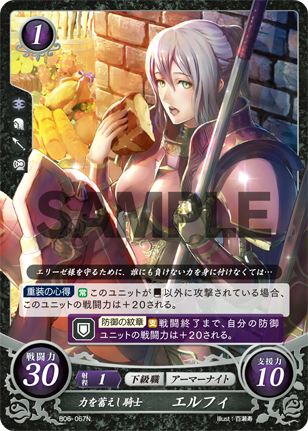 1
SAMPLE
エリーゼ様を守るために、誰にも負けない力を身に付けなくては…
重装の心得 常 このユニットが 以外に攻撃されている場合、
このユニットの戦闘力は＋20される。
防御の紋章 支 戦闘終了まで、自分の防御
ユニットの戦闘力は＋20される。
戦闘力
30
射程 1 下級職 アーマーナイト
支援力
10
力を蓄えし騎士 エルフィ
B06-067N Illust：百瀬寿